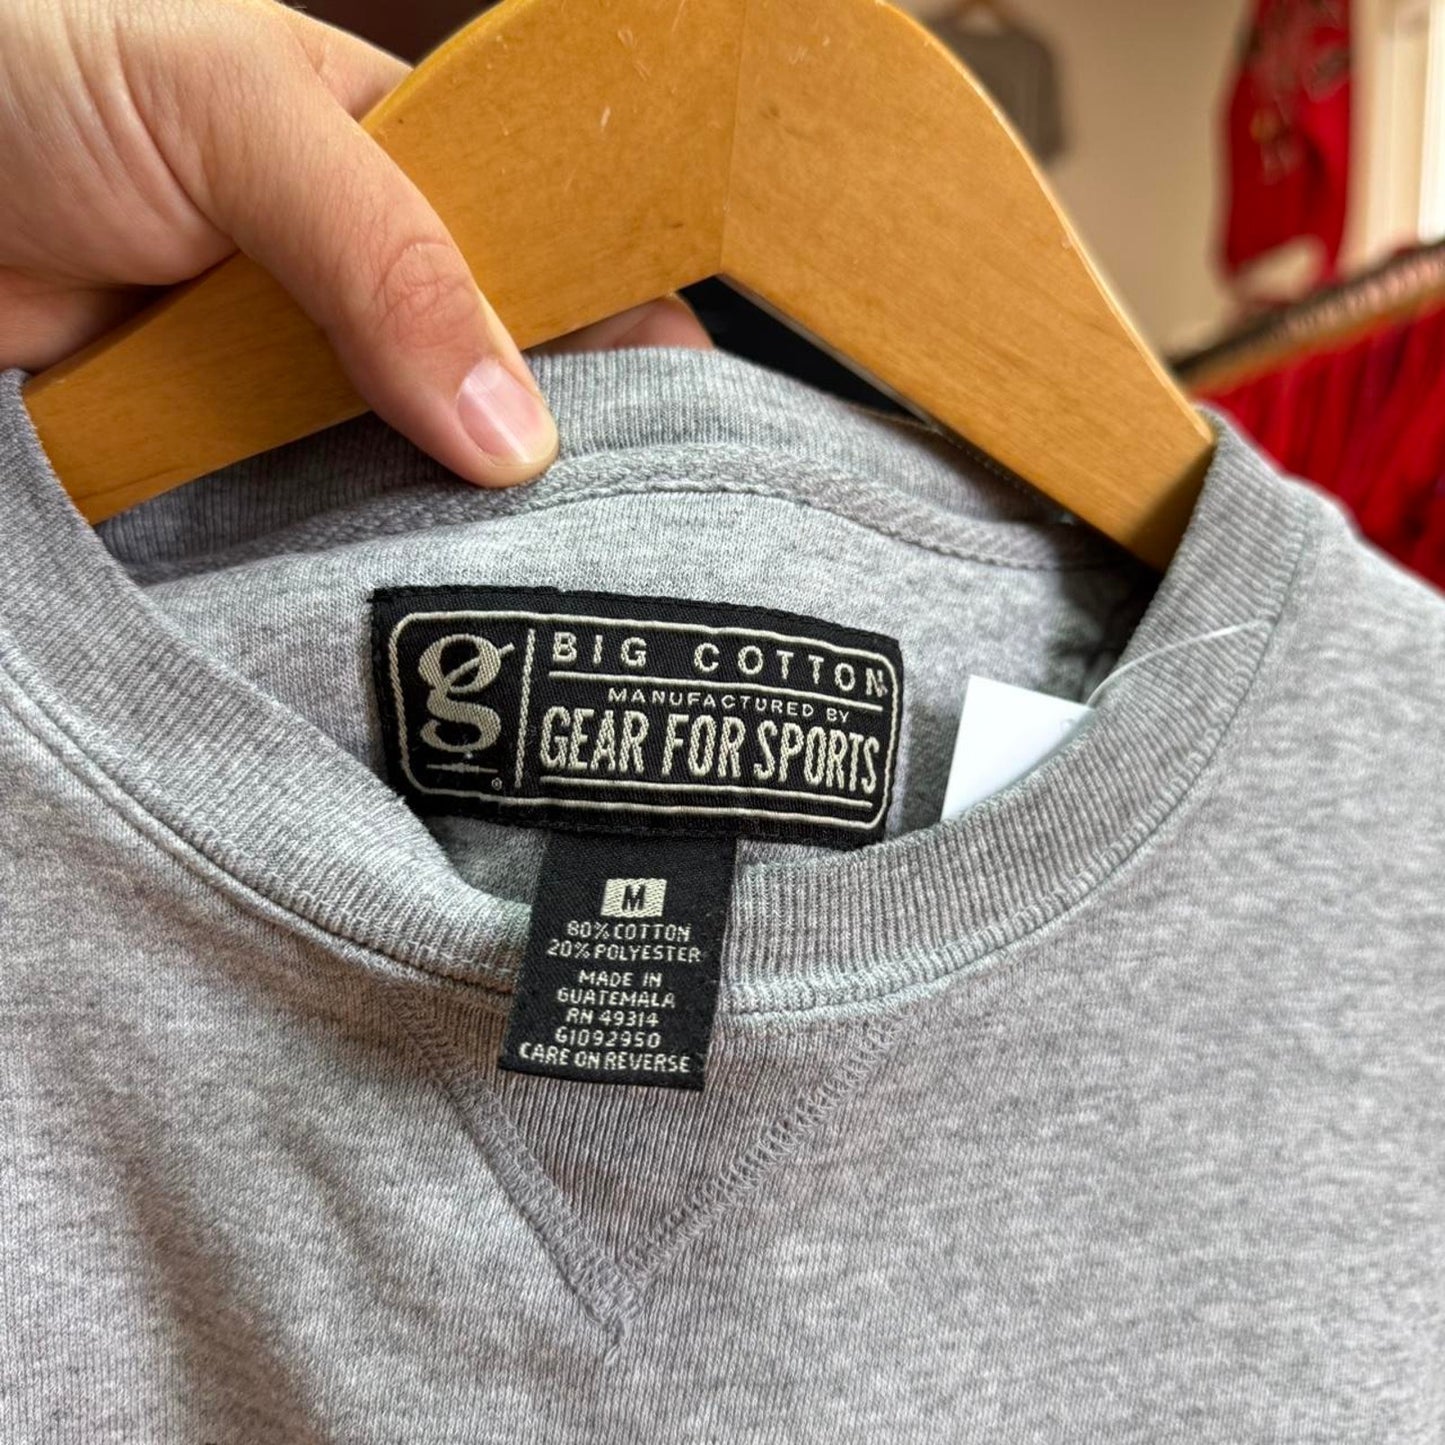 g
BIG COTTON
MANUFACTURED BY
GEAR FOR SPORTS
®
M
80% COTTON
20% POLYESTER
MADE IN
GUATEMALA
RN 49314
G1092950
CARE ON REVERSE